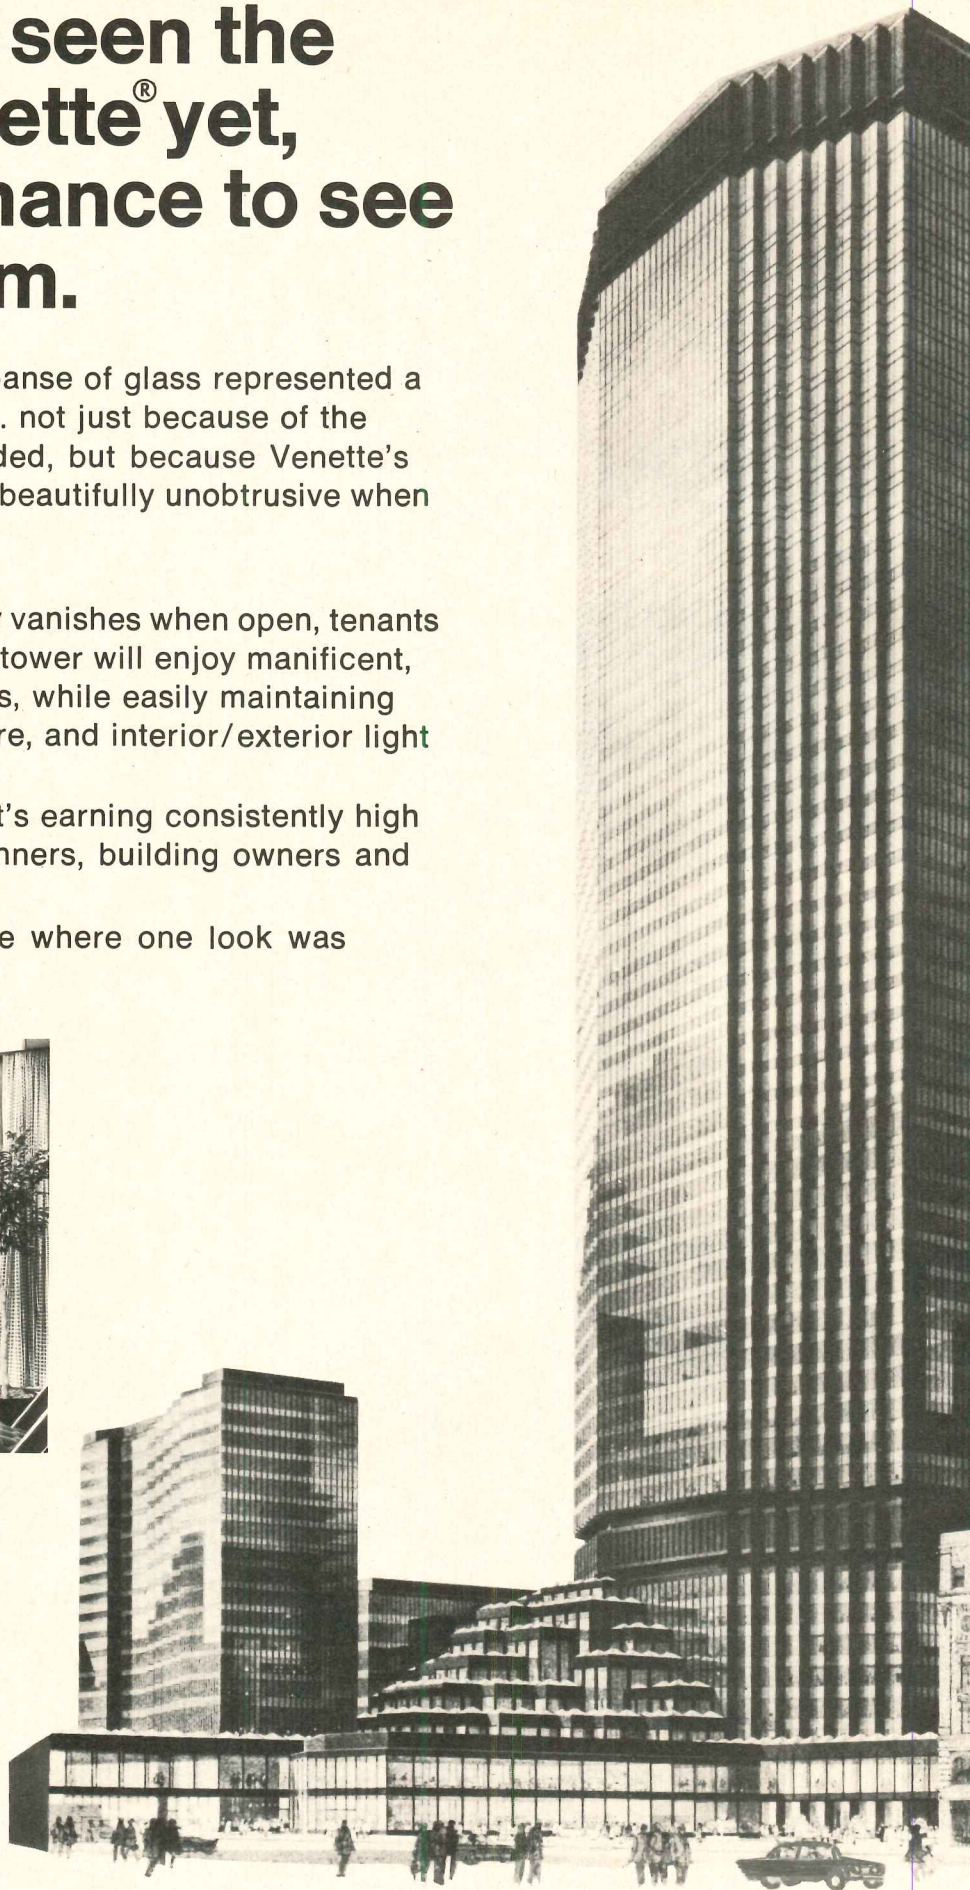 seen the
ette® yet,
hance to see
m.
anse of glass represented a
. not just because of the
ded, but because Venette's
beautifully unobtrusive when
vanishes when open, tenants
tower will enjoy manificent,
s, while easily maintaining
re, and interior/exterior light
t's earning consistently high
nners, building owners and
e where one look was